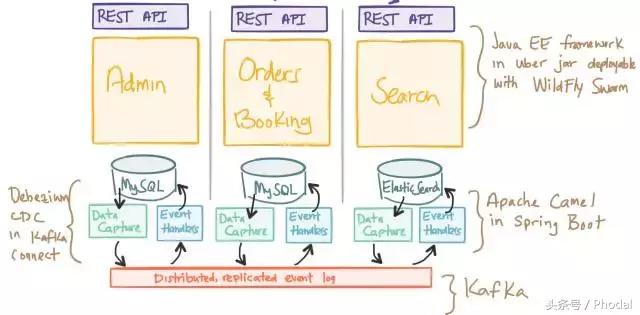 REST API
REST API
REST API
Admin
Orders
&
Booking
Search
Java EE framework
in uber jar deployable
with WildFly Swarm
MySQL
MySQL
ElasticSearch
Debezium
CDC
in Kafka
Connect
Data
Capture
Event
Handlers
Data
Capture
Event
Handlers
Data
Capture
Event
Handlers
Apache Camel
in Spring Boot
Distributed, replicated event log
Kafka
头条号 / Phodal